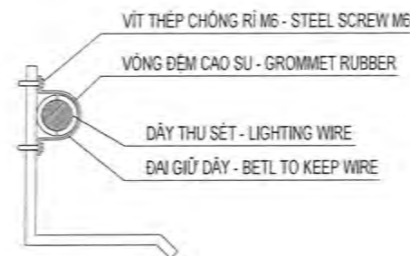 VÍT THÉP CHỐNG RỈ M6 - STEEL SCREW M6
VÒNG ĐỆM CAO SU - GROMMET RUBBER
DÂY THU SÉT - LIGHTING WIRE
ĐAI GIỮ DÂY - BETL TO KEEP WIRE